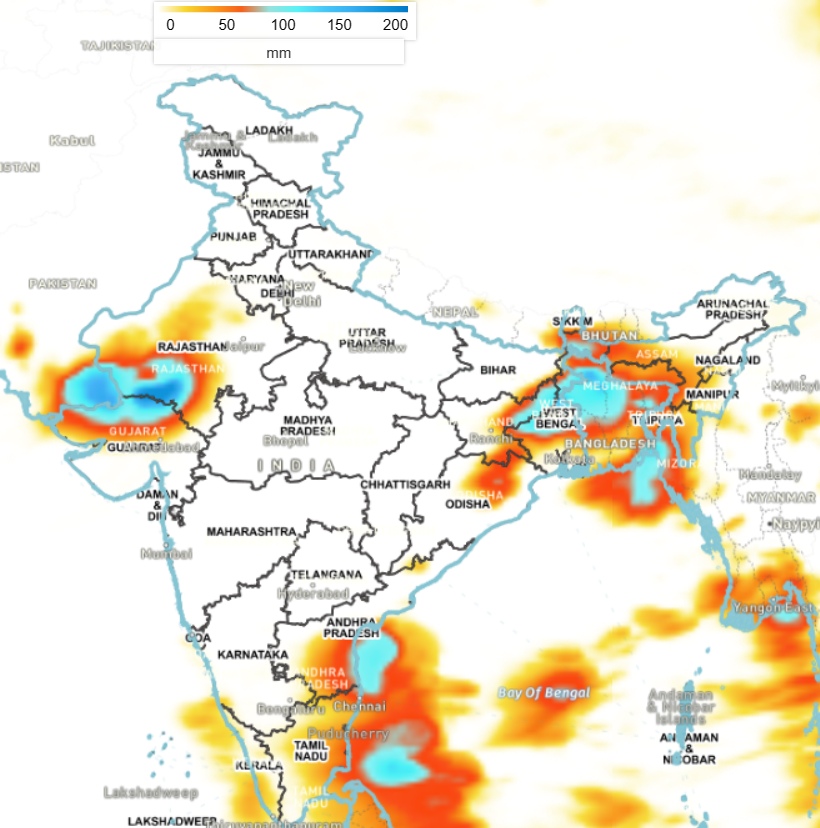 0 50 100 150 200
mm
TAJIKISTAN
LADAKH
Ladakh
Jammu &
Kashmir
JAMMU
&
KASHMIR
Kabul
ISTAN
HIMACHAL
PRADESH
PUNJAB
UTTARAKHAND
HARYANA
DELHI
New
Delhi
PAKISTAN
NEPAL
SIKKIM
BHUTAN
ARUNACHAL
PRADESH
UTTAR
PRADESH
Lucknow
RAJASTHAN
Jaipur
RAJASTHAN
ASSAM
NAGALAND
BIHAR
MEGHALAYA
MANIPUR
Myitkyi
WEST
WEST
BENGAL
TRIPURA
TRIPURA
GUJARAT
GUJARAT
Ahmedabad
MADHYA
PRADESH
Bhopal
HAND
Ranchi
BANGLADESH
Kolkata
MIZOR
INDIA
Mandalay
MYANMAR
CHHATTISGARH
DISHA
ODISHA
DAMAN
&
DIU
Naypyi
MAHARASHTRA
Mumbai
TELANGANA
Hyderabad
Yangon East
GOA
ANDHRA
PRADESH
KARNATAKA
ANDHRA
PRADESH
Bay Of Bengal
Andaman
& Nicobar
Islands
Bengaluru
Chennai
Puducherry
TAMIL
NADU
ANDAMAN
&
NICOBAR
KERALA
Lakshadweep
TAMIL
NADU
LAKSHADWEEP
Thiruvananthapuram